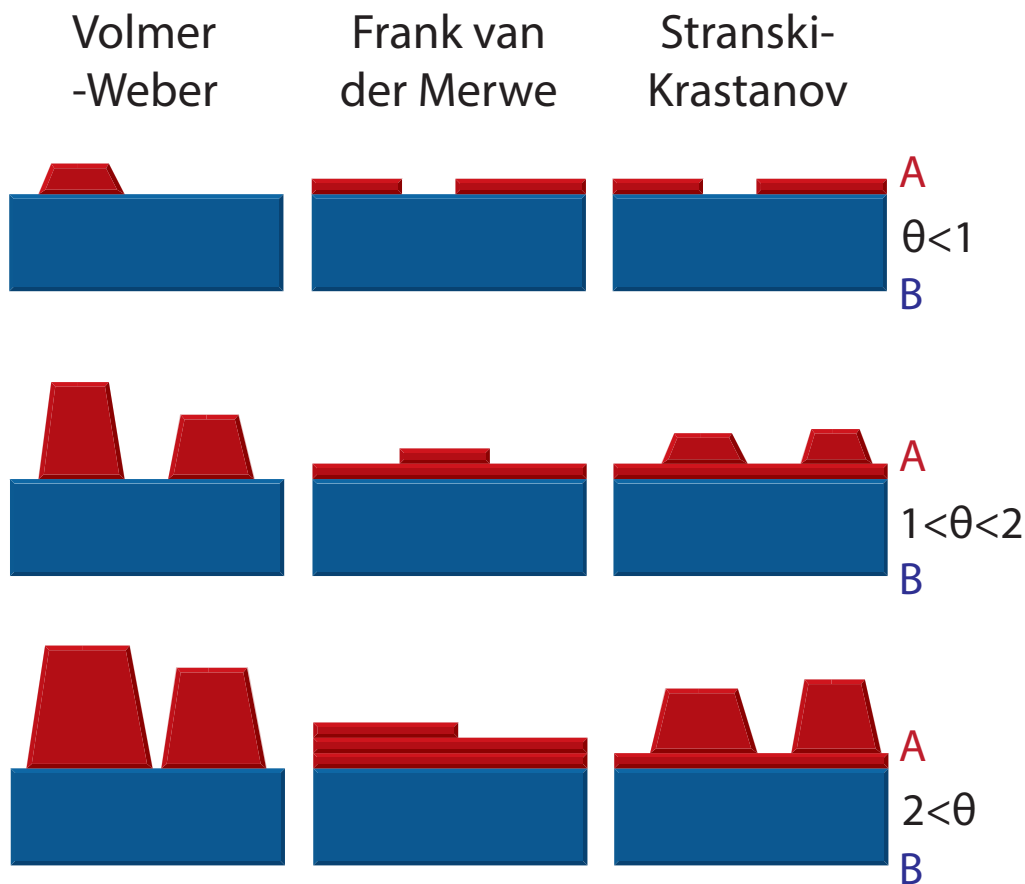 Volmer
-Weber
Frank van
der Merwe
Stranski-
Krastanov
A
θ<1
B
A
1<θ<2
B
A
2<θ
B